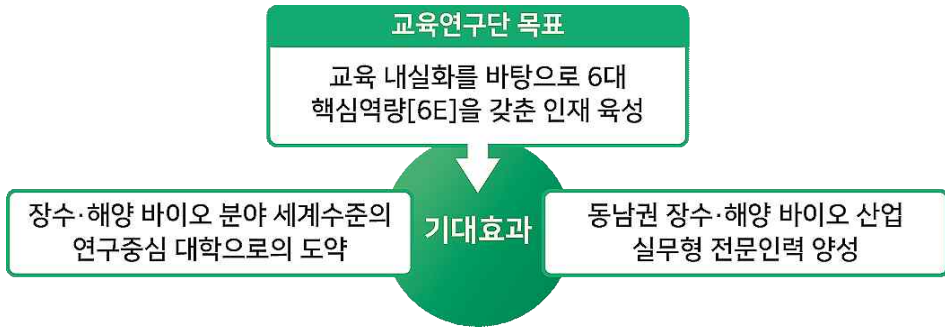 교육연구단 목표
교육 내실화를 바탕으로 6대
핵심역량[6E]을 갖춘 인재 육성
장수·해양 바이오 분야 세계수준의
연구중심 대학으로의 도약
기대효과
동남권 장수·해양 바이오 산업
실무형 전문인력 양성